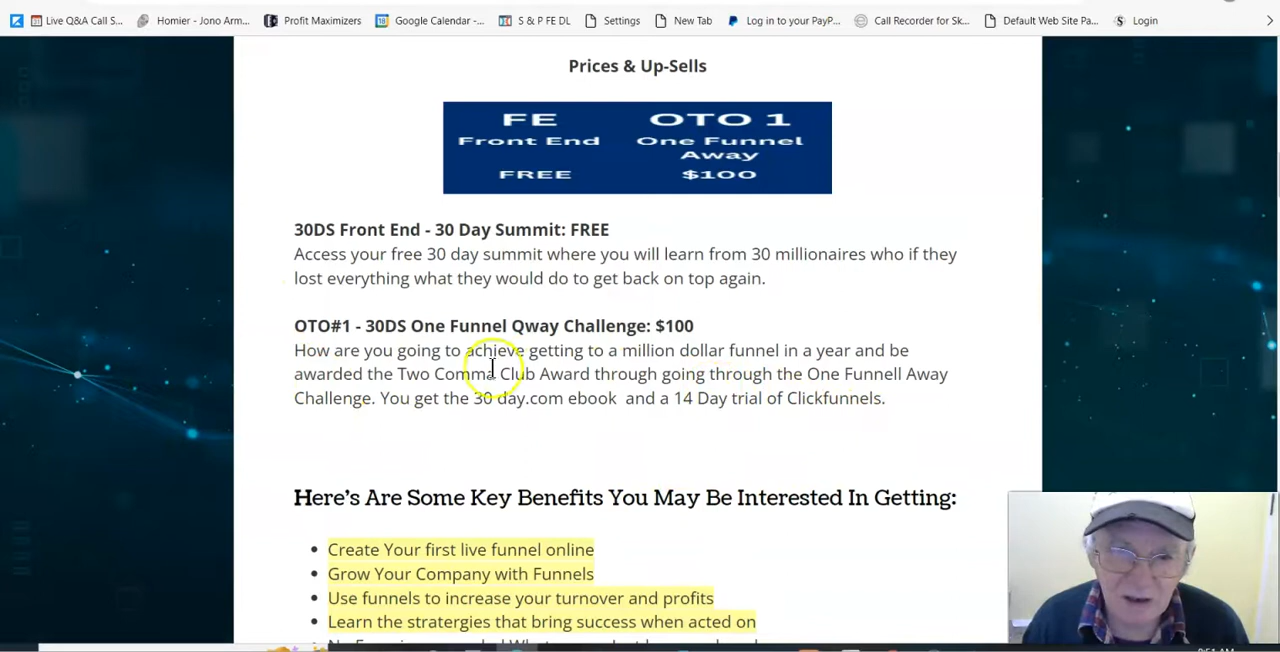 Live Q&A Call S...
Homier - Jono Arm...
Profit Maximizers
Google Calendar -...
S & P FE DL
Settings
New Tab
Log in to your PayP...
Call Recorder for Sk...
Default Web Site Pa...
Login
Prices & Up-Sells
FE
Front End
FREE
OTO 1
One Funnel
Away
$100
30DS Front End - 30 Day Summit: FREE
Access your free 30 day summit where you will learn from 30 millionaires who if they
lost everything what they would do to get back on top again.
OTO#1 - 30DS One Funnel Qway Challenge: $100
How are you going to achieve getting to a million dollar funnel in a year and be
awarded the Two Comma Club Award through going through the One Funnell Away
Challenge. You get the 30 day.com ebook and a 14 Day trial of Clickfunnels.
Here's Are Some Key Benefits You May Be Interested In Getting:
Create Your first live funnel online
Grow Your Company with Funnels
Use funnels to increase your turnover and profits
Learn the stratergies that bring success when acted on